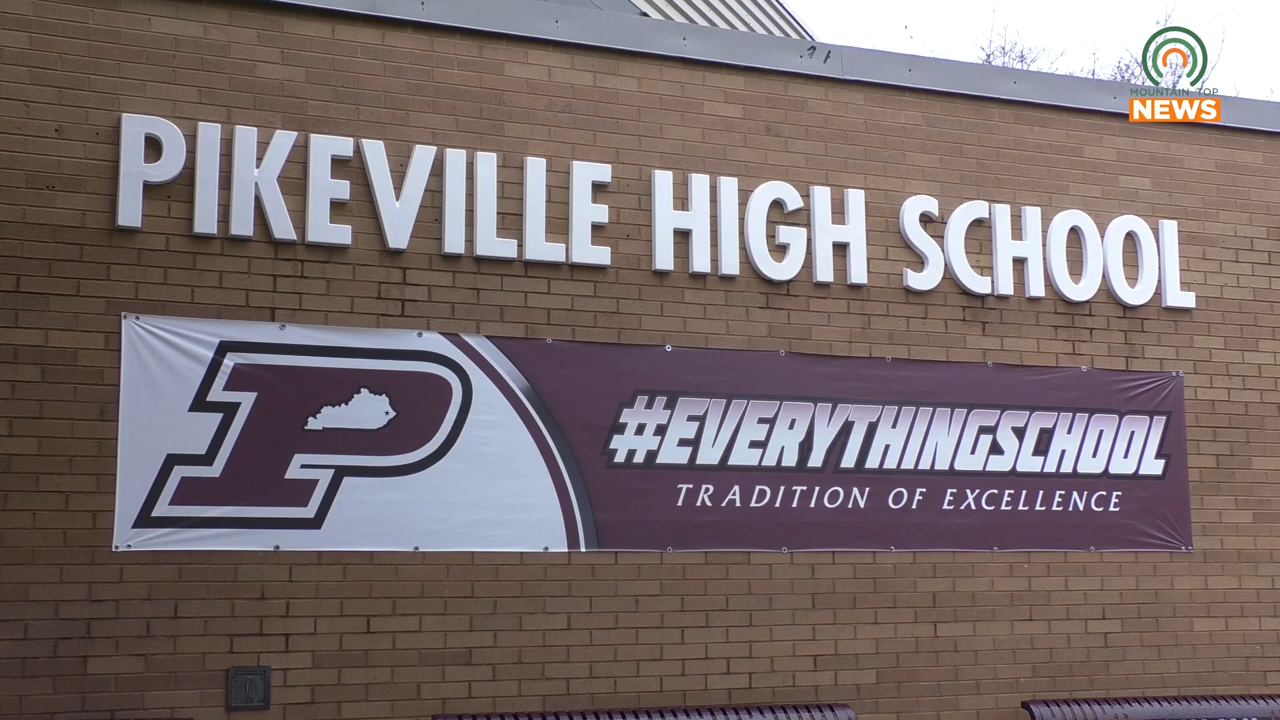 MOUNTAIN TOP
NEWS
PIKEVILLE HIGH SCHOOL
P
#EVERYTHINGSCHOOL
TRADITION OF EXCELLENCE